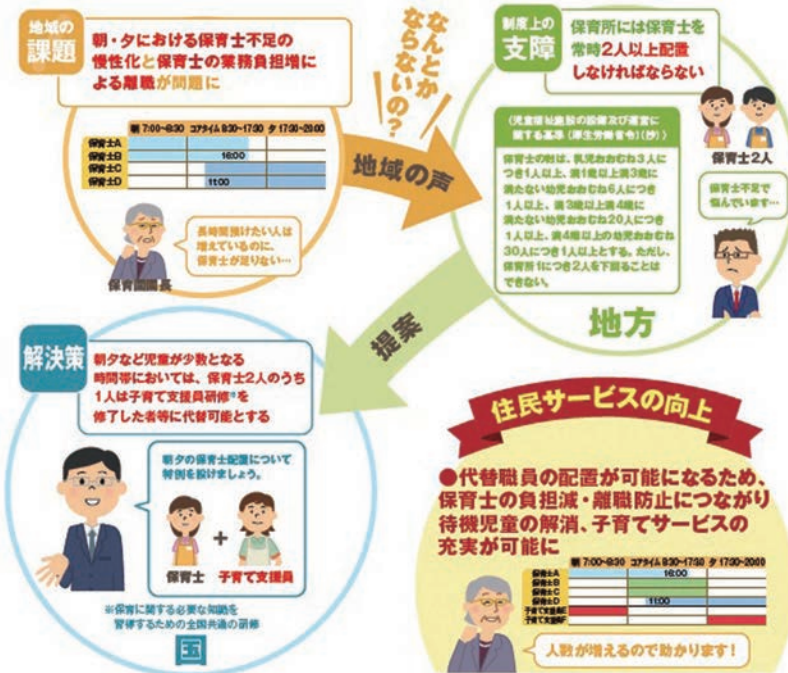 地域の
課題
朝・夕における保育士不足の
慢性化と保育士の業務負担増に
よる離職が問題に
朝 7:00~8:30 コアタイム 8:30~17:30 夕 17:30~20:00
保育士A
保育士B
16:00
保育士C
保育士D
11:00
長時間預けたい人は
増えているのに、
保育士が足りない…
保育園園長
なんとか
ならないの?
地域の声
制度上の
支障
保育所には保育士を
常時2人以上配置
しなければならない
(児童福祉施設の設備及び運営に
関する基準(厚生労働省令)(抄))
保育士の数は、乳児おおむね3人に
つき1人以上、満1歳以上満3歳に
満たない幼児おおむね6人につき
1人以上、満3歳以上満4歳に
満たない幼児おおむね20人につき
1人以上、満4歳以上の幼児おおむね
30人につき1人以上とする。ただし、
保育所1につき2人を下回ることは
できない。
保育士2人
保育士不足で
悩んでいます…
地方
提案
解決策
朝夕など児童が少数となる
時間帯においては、保育士2人のうち
1人は子育て支援員研修※を
修了した者等に代替可能とする
朝夕の保育士配置について
特例を設けましょう。
+
保育士 子育て支援員
※保育に関する必要な知識を
習得するための全国共通の研修
国
住民サービスの向上
●代替職員の配置が可能になるため、
保育士の負担減・離職防止につながり
待機児童の解消、子育てサービスの
充実が可能に
朝 7:00~8:30 コアタイム 8:30~17:30 夕 17:30~20:00
保育士A
16:00
保育士B
保育士C
保育士D
11:00
子育て支援員E
子育て支援員F
人数が増えるので助かります!